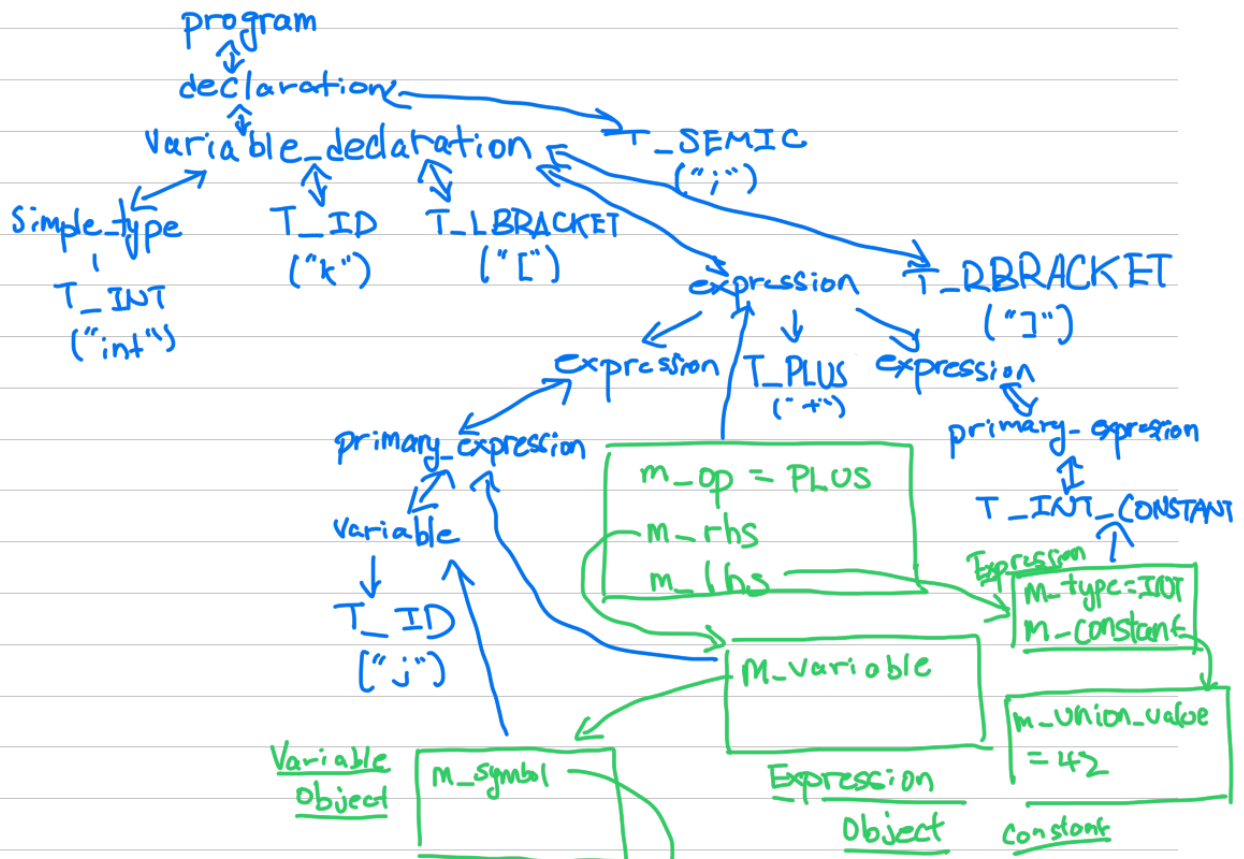 program
declaration
variable_declaration
T_SEMIC
(";")
simple_type
T_ID
T_LBRACKET
("k")
("[")
T_INT
("int")
expression
T_RBRACKET
("]")
expression
T_PLUS
expression
("+")
primary_expression
primary_expression
m_op = PLUS
variable
m_rhs
T_INT_CONSTANT
m_lhs
Expression
m_type=INT
m_constant
T_ID
("j")
m_variable
m_union_value
= 42
Variable
Object
m_symbol
Expression
Object
Constant